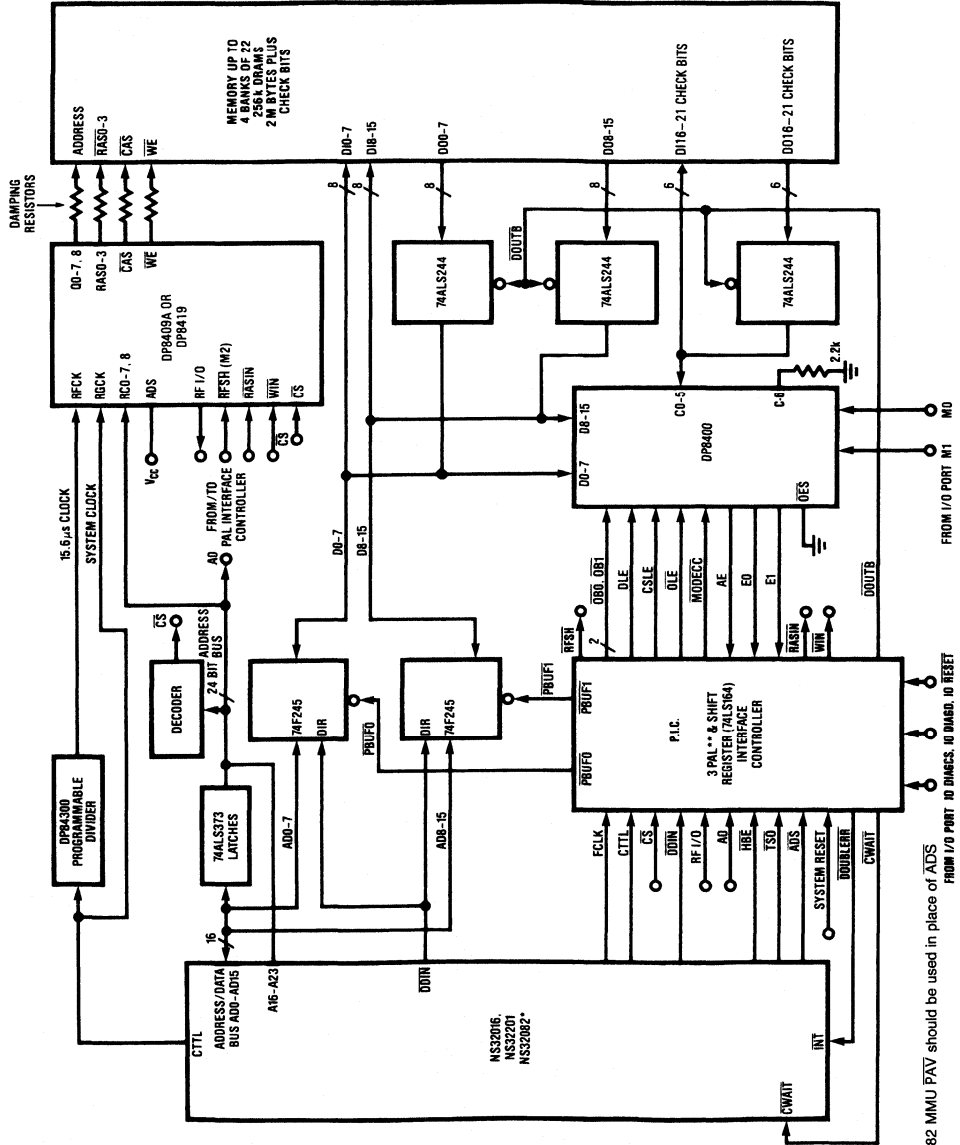 DAMPING
RESISTORS
MEMORY UP TO
4 BANKS OF 22
256k DRAMS
2 M BYTES PLUS
CHECK BITS
ADDRESS
RAS0-3
CAS
WE
DI0-7
DI8-15
DO0-7
DO8-15
DI16-21 CHECK BITS
DO16-21 CHECK BITS
8
8
8
8
6
6
DP8409A OR
DP8419
Q0-7, 8
RAS0-3
CAS
WE
RFCK
RGCK
RC0-7, 8
ADS
RF I/O
RFSH (M2)
RASIN
WIN
CS
CS
VCC
15.6μs CLOCK
SYSTEM CLOCK
A0
FROM/TO
PAL INTERFACE
CONTROLLER
74ALS244
74ALS244
74ALS244
DOUTB
DP8400
D8-15
D0-7
C0-5
C-6
OES
2.2k
M0
M1
FROM I/O PORT
D0-7
D8-15
DP84300
PROGRAMMABLE
DIVIDER
DECODER
CS
24 BIT ADDRESS
BUS
74ALS373
LATCHES
74F245
DIR
74F245
DIR
PBUF0
PBUF1
AD0-7
AD8-15
RFSH
2
OB0, OB1
DLE
CSLE
OLE
MODECC
AE
E0
E1
RASIN
WIN
DOUTB
PBUF0
PBUF1
P.I.C.
3 PAL** & SHIFT
REGISTER (74LS164)
INTERFACE
CONTROLLER
FCLK
CTTL
CS
DDIN
RF I/O
A0
HBE
TSO
ADS
SYSTEM RESET
DOUBLERR
CWAIT
FROM I/O PORT IO DIAGCS, IO DIAGD, IO RESET
CTTL
ADDRESS/DATA
BUS AD0-AD15
16
A16-A23
DDIN
NS32016,
NS32201
NS32082*
INT
CWAIT
82 MMU PAV should be used in place of ADS